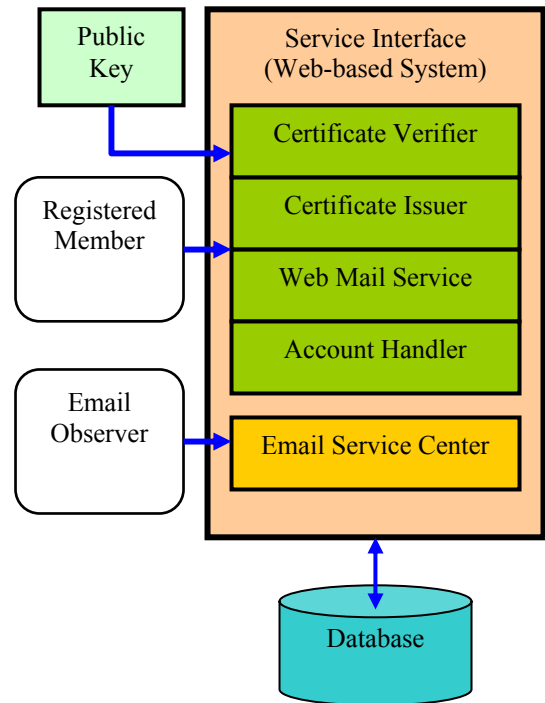 Public
Key
Service Interface
(Web-based System)
Certificate Verifier
Registered
Member
Certificate Issuer
Web Mail Service
Account Handler
Email
Observer
Email Service Center
Database